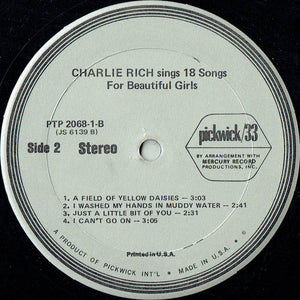 CHARLIE RICH sings 18 Songs
For Beautiful Girls
PTP 2068-1-B
(JS 6139 B)
Side 2 Stereo
pickwick/33
BY ARRANGEMENT WITH
MERCURY RECORD
PRODUCTIONS, INC.
1. A FIELD OF YELLOW DAISIES — 3:03
2. I WASHED MY HANDS IN MUDDY WATER — 2:41
3. JUST A LITTLE BIT OF YOU — 2:31
4. I CAN'T GO ON — 3:05
Printed in U.S.A.
A PRODUCT OF PICKWICK INT'L • MADE IN U.S.A.